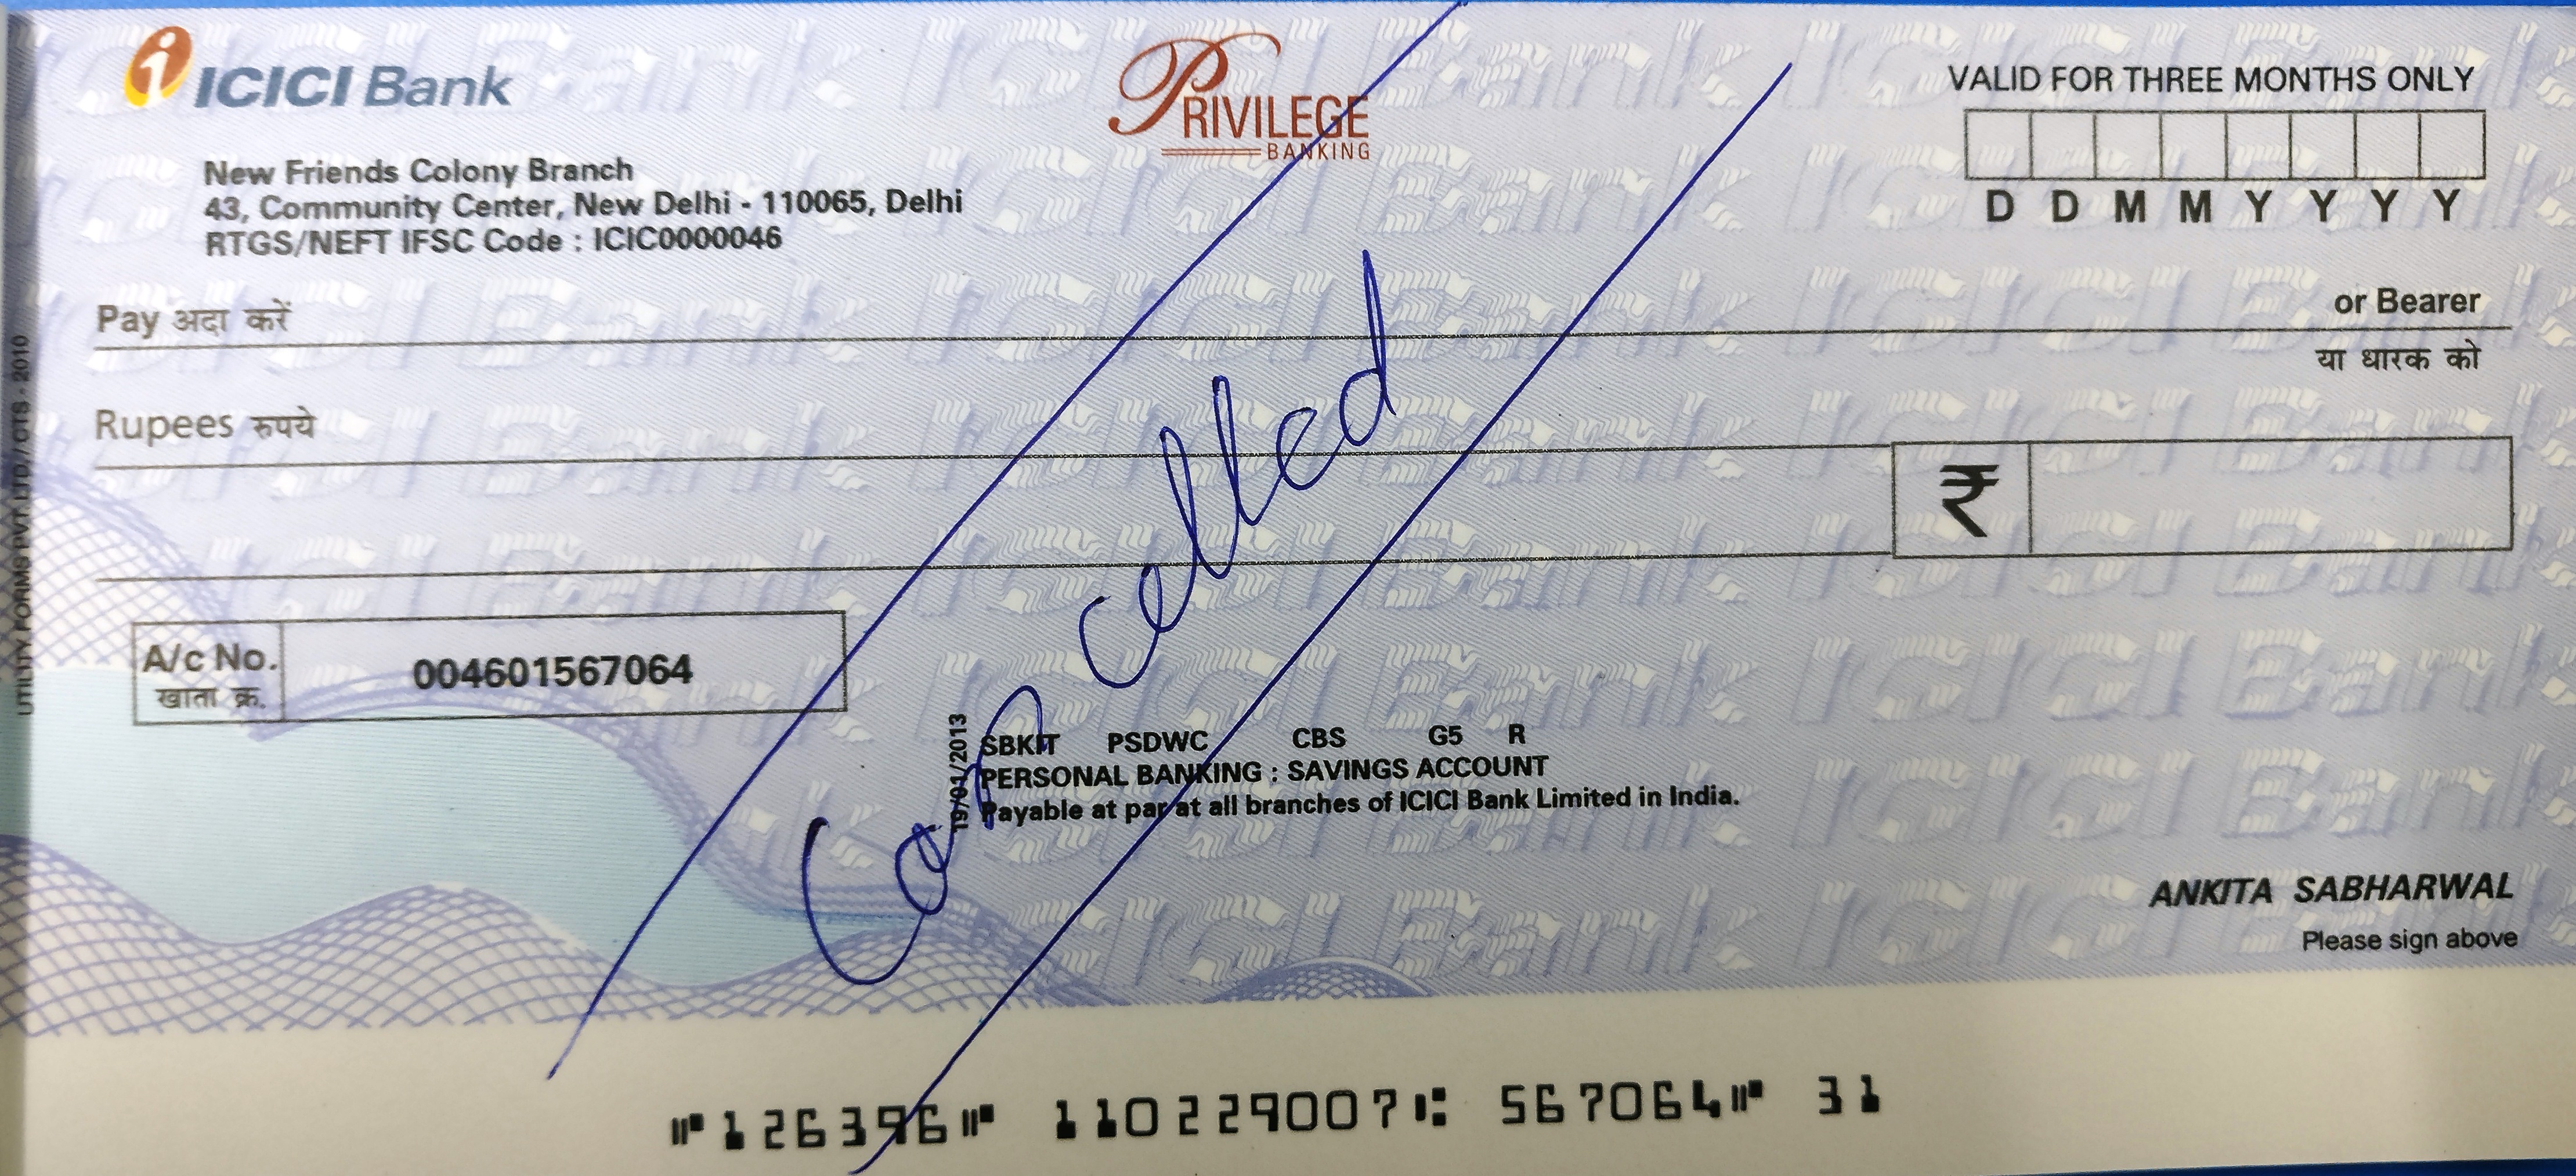 ICICI Bank
PRIVILEGE
BANKING
VALID FOR THREE MONTHS ONLY
D D M M Y Y Y Y
New Friends Colony Branch
43, Community Center, New Delhi - 110065, Delhi
RTGS/NEFT IFSC Code : ICIC0000046
Pay अदा करें
or Bearer
या धारक को
Rupees रुपये
₹
A/c No.
खाता क्र.
004601567064
Cancelled
19/01/2013
SBKIT PSDWC CBS G5 R
PERSONAL BANKING : SAVINGS ACCOUNT
Payable at par at all branches of ICICI Bank Limited in India.
ANKITA SABHARWAL
Please sign above
UTILITY FORMS PVT.LTD./ CTS - 2010
⑈126396⑈ 110229007⑆ 567064⑈ 31